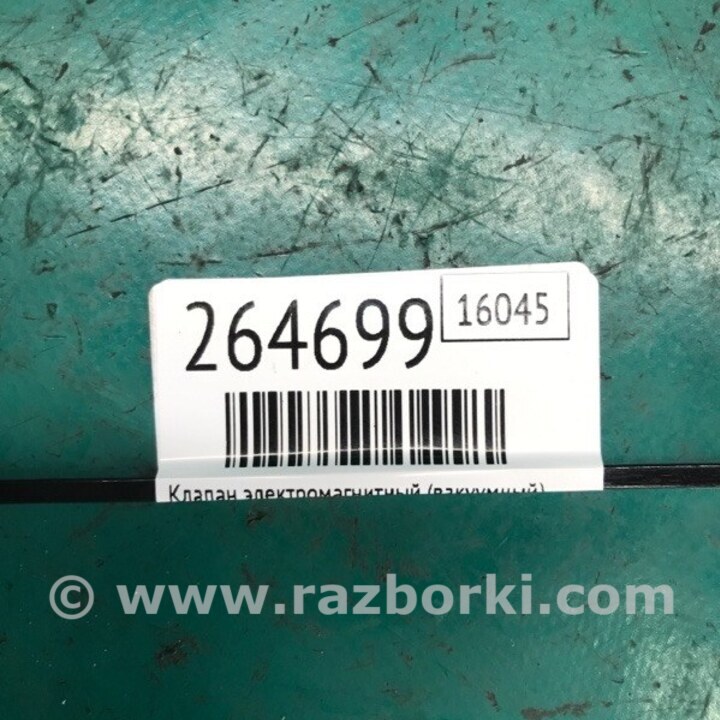 264699
16045
Клапан электромагнитный (вакуумный)
© www.razborki.com